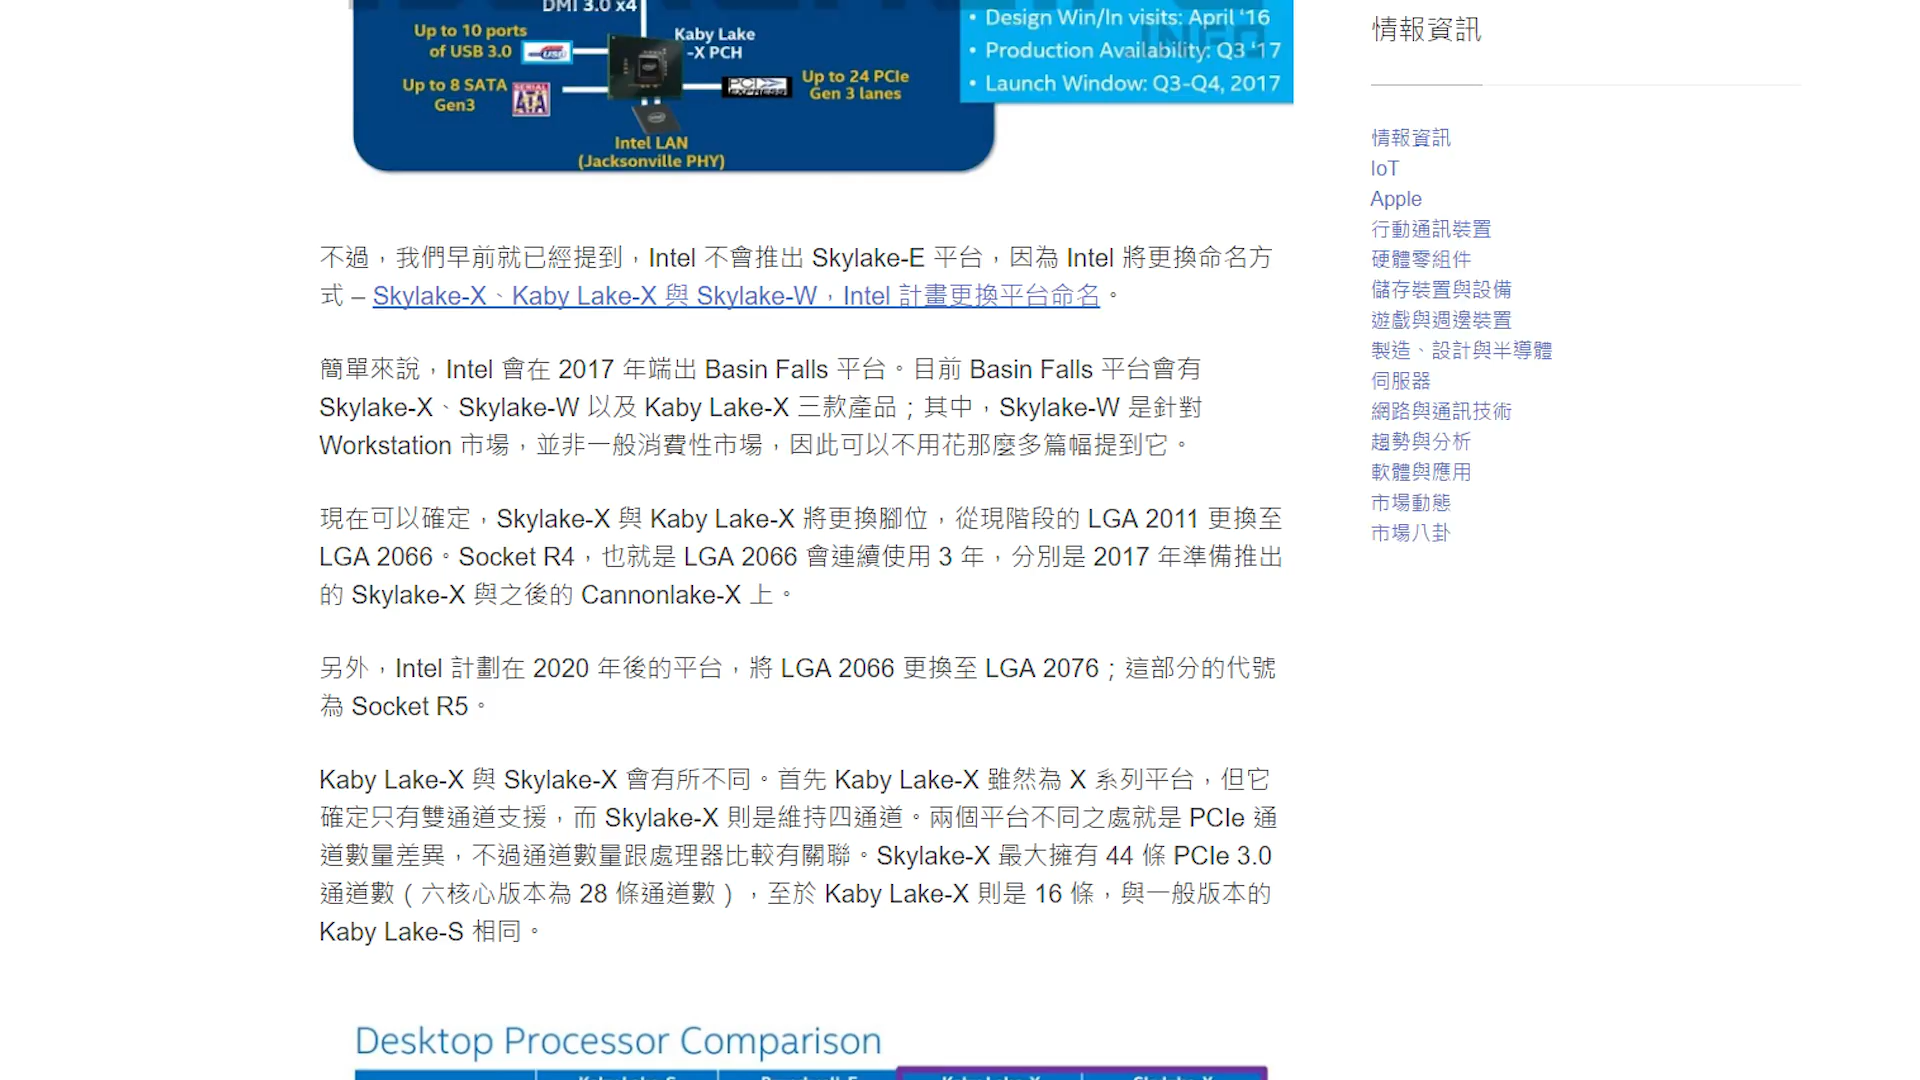 DMI 3.0 x4
Up to 10 ports
of USB 3.0
Kaby Lake
-X PCH
Up to 8 SATA
Gen3
SERIAL
ATA
PCI
EXPRESS
Up to 24 PCIe
Gen 3 lanes
Intel LAN
(Jacksonville PHY)
• Design Win/In visits: April ‘16
• Production Availability: Q3 ‘17
• Launch Window: Q3-Q4, 2017
不過，我們早前就已經提到，Intel 不會推出 Skylake-E 平台，因為 Intel 將更換命名方
式 – Skylake-X、Kaby Lake-X 與 Skylake-W，Intel 計畫更換平台命名。
簡單來說，Intel 會在 2017 年端出 Basin Falls 平台。目前 Basin Falls 平台會有
Skylake-X、Skylake-W 以及 Kaby Lake-X 三款產品；其中，Skylake-W 是針對
Workstation 市場，並非一般消費性市場，因此可以不用花那麼多篇幅提到它。
現在可以確定，Skylake-X 與 Kaby Lake-X 將更換腳位，從現階段的 LGA 2011 更換至
LGA 2066。Socket R4，也就是 LGA 2066 會連續使用 3 年，分別是 2017 年準備推出
的 Skylake-X 與之後的 Cannonlake-X 上。
另外，Intel 計劃在 2020 年後的平台，將 LGA 2066 更換至 LGA 2076；這部分的代號
為 Socket R5。
Kaby Lake-X 與 Skylake-X 會有所不同。首先 Kaby Lake-X 雖然為 X 系列平台，但它
確定只有雙通道支援，而 Skylake-X 則是維持四通道。兩個平台不同之處就是 PCIe 通
道數量差異，不過通道數量跟處理器比較有關聯。Skylake-X 最大擁有 44 條 PCIe 3.0
通道數（六核心版本為 28 條通道數），至於 Kaby Lake-X 則是 16 條，與一般版本的
Kaby Lake-S 相同。
Desktop Processor Comparison
情報資訊
情報資訊
IoT
Apple
行動通訊裝置
硬體零組件
儲存裝置與設備
遊戲與週邊裝置
製造、設計與半導體
伺服器
網路與通訊技術
趨勢與分析
軟體與應用
市場動態
市場八卦